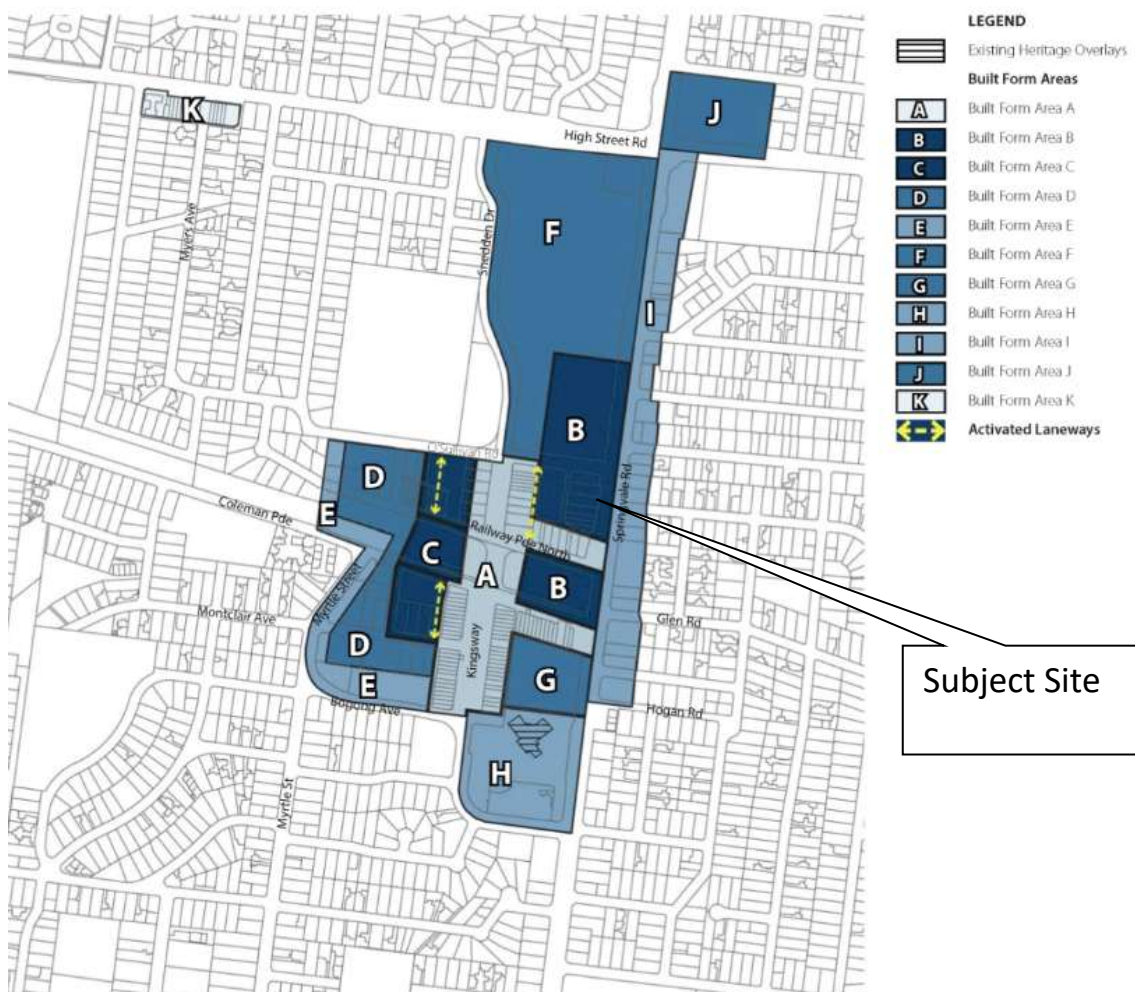 LEGEND
Existing Heritage Overlays
Built Form Areas
A Built Form Area A
B Built Form Area B
C Built Form Area C
D Built Form Area D
E Built Form Area E
F Built Form Area F
G Built Form Area G
H Built Form Area H
I Built Form Area I
J Built Form Area J
K Built Form Area K
Activated Laneways
K
J
High Street Rd
Myers Ave
Snedden Dr
F
I
B
O'Sullivan Rd
D
E
Coleman Pde
Springvale Rd
Railway Pde North
C
A
B
Myrtle Street
Montclair Ave
Glen Rd
Kingsway
D
G
E
Bogong Ave
Hogan Rd
H
Myrtle St
Subject Site